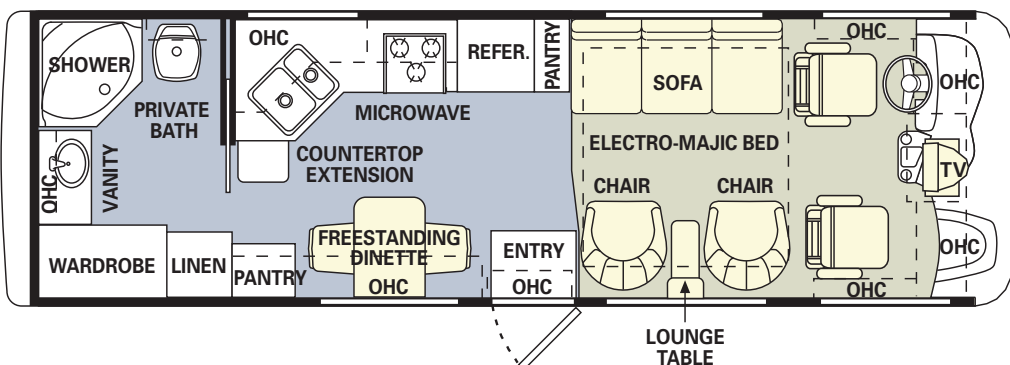 SHOWER
PRIVATE
BATH
OHC
VANITY
WARDROBE
LINEN
PANTRY
OHC
MICROWAVE
REFER.
PANTRY
COUNTERTOP
EXTENSION
FREESTANDING
DINETTE
OHC
ENTRY
OHC
SOFA
ELECTRO-MAJIC BED
CHAIR
CHAIR
LOUNGE
TABLE
OHC
OHC
TV
OHC
OHC